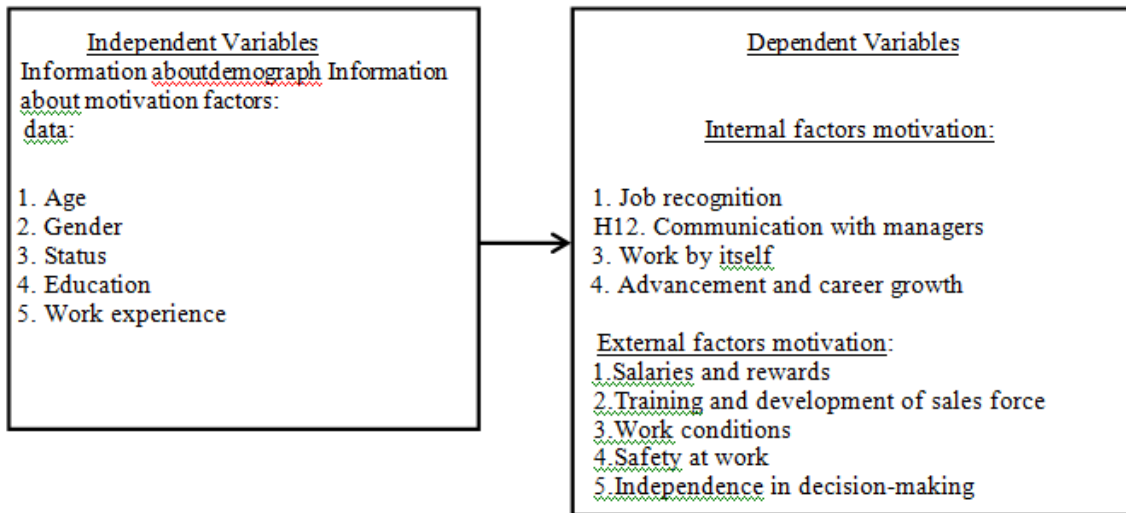 Independent Variables
Information aboutdemograph Information
about motivation factors:
data:
1. Age
2. Gender
3. Status
4. Education
5. Work experience
Dependent Variables
Internal factors motivation:
1. Job recognition
H12. Communication with managers
3. Work by itself
4. Advancement and career growth
External factors motivation:
1.Salaries and rewards
2.Training and development of sales force
3.Work conditions
4.Safety at work
5.Independence in decision-making